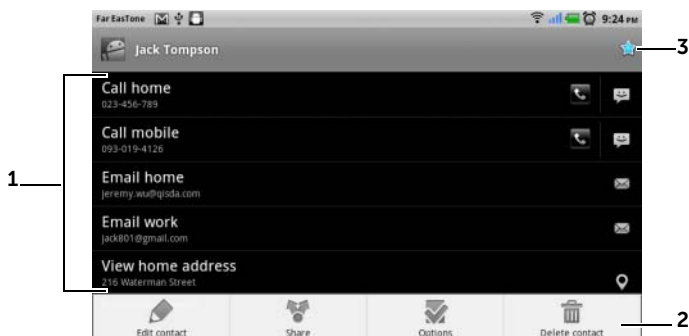 FarEasTone 9:24 PM
Jack Tompson 3
1
Call home
023-456-789
Call mobile
093-019-4126
Email home
jeremy.wu@qisda.com
Email work
jack801@gmail.com
View home address
216 Waterman Street
Edit contact Share Options Delete contact 2